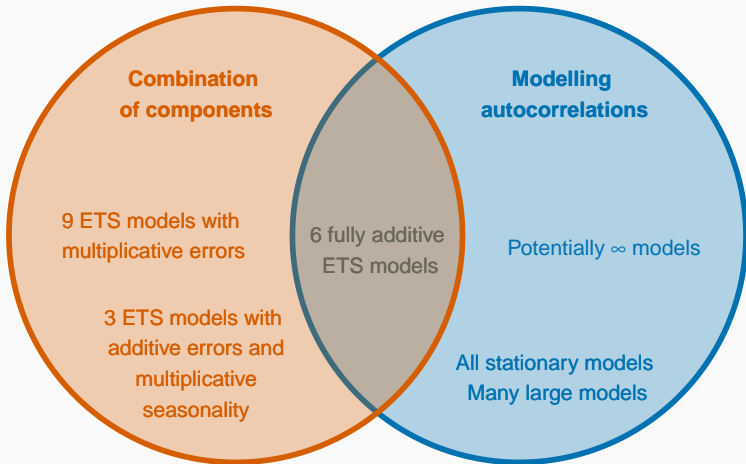 Combination
of components
9 ETS models with
multiplicative errors
3 ETS models with
additive errors and
multiplicative
seasonality
6 fully additive
ETS models
Modelling
autocorrelations
Potentially ∞ models
All stationary models
Many large models